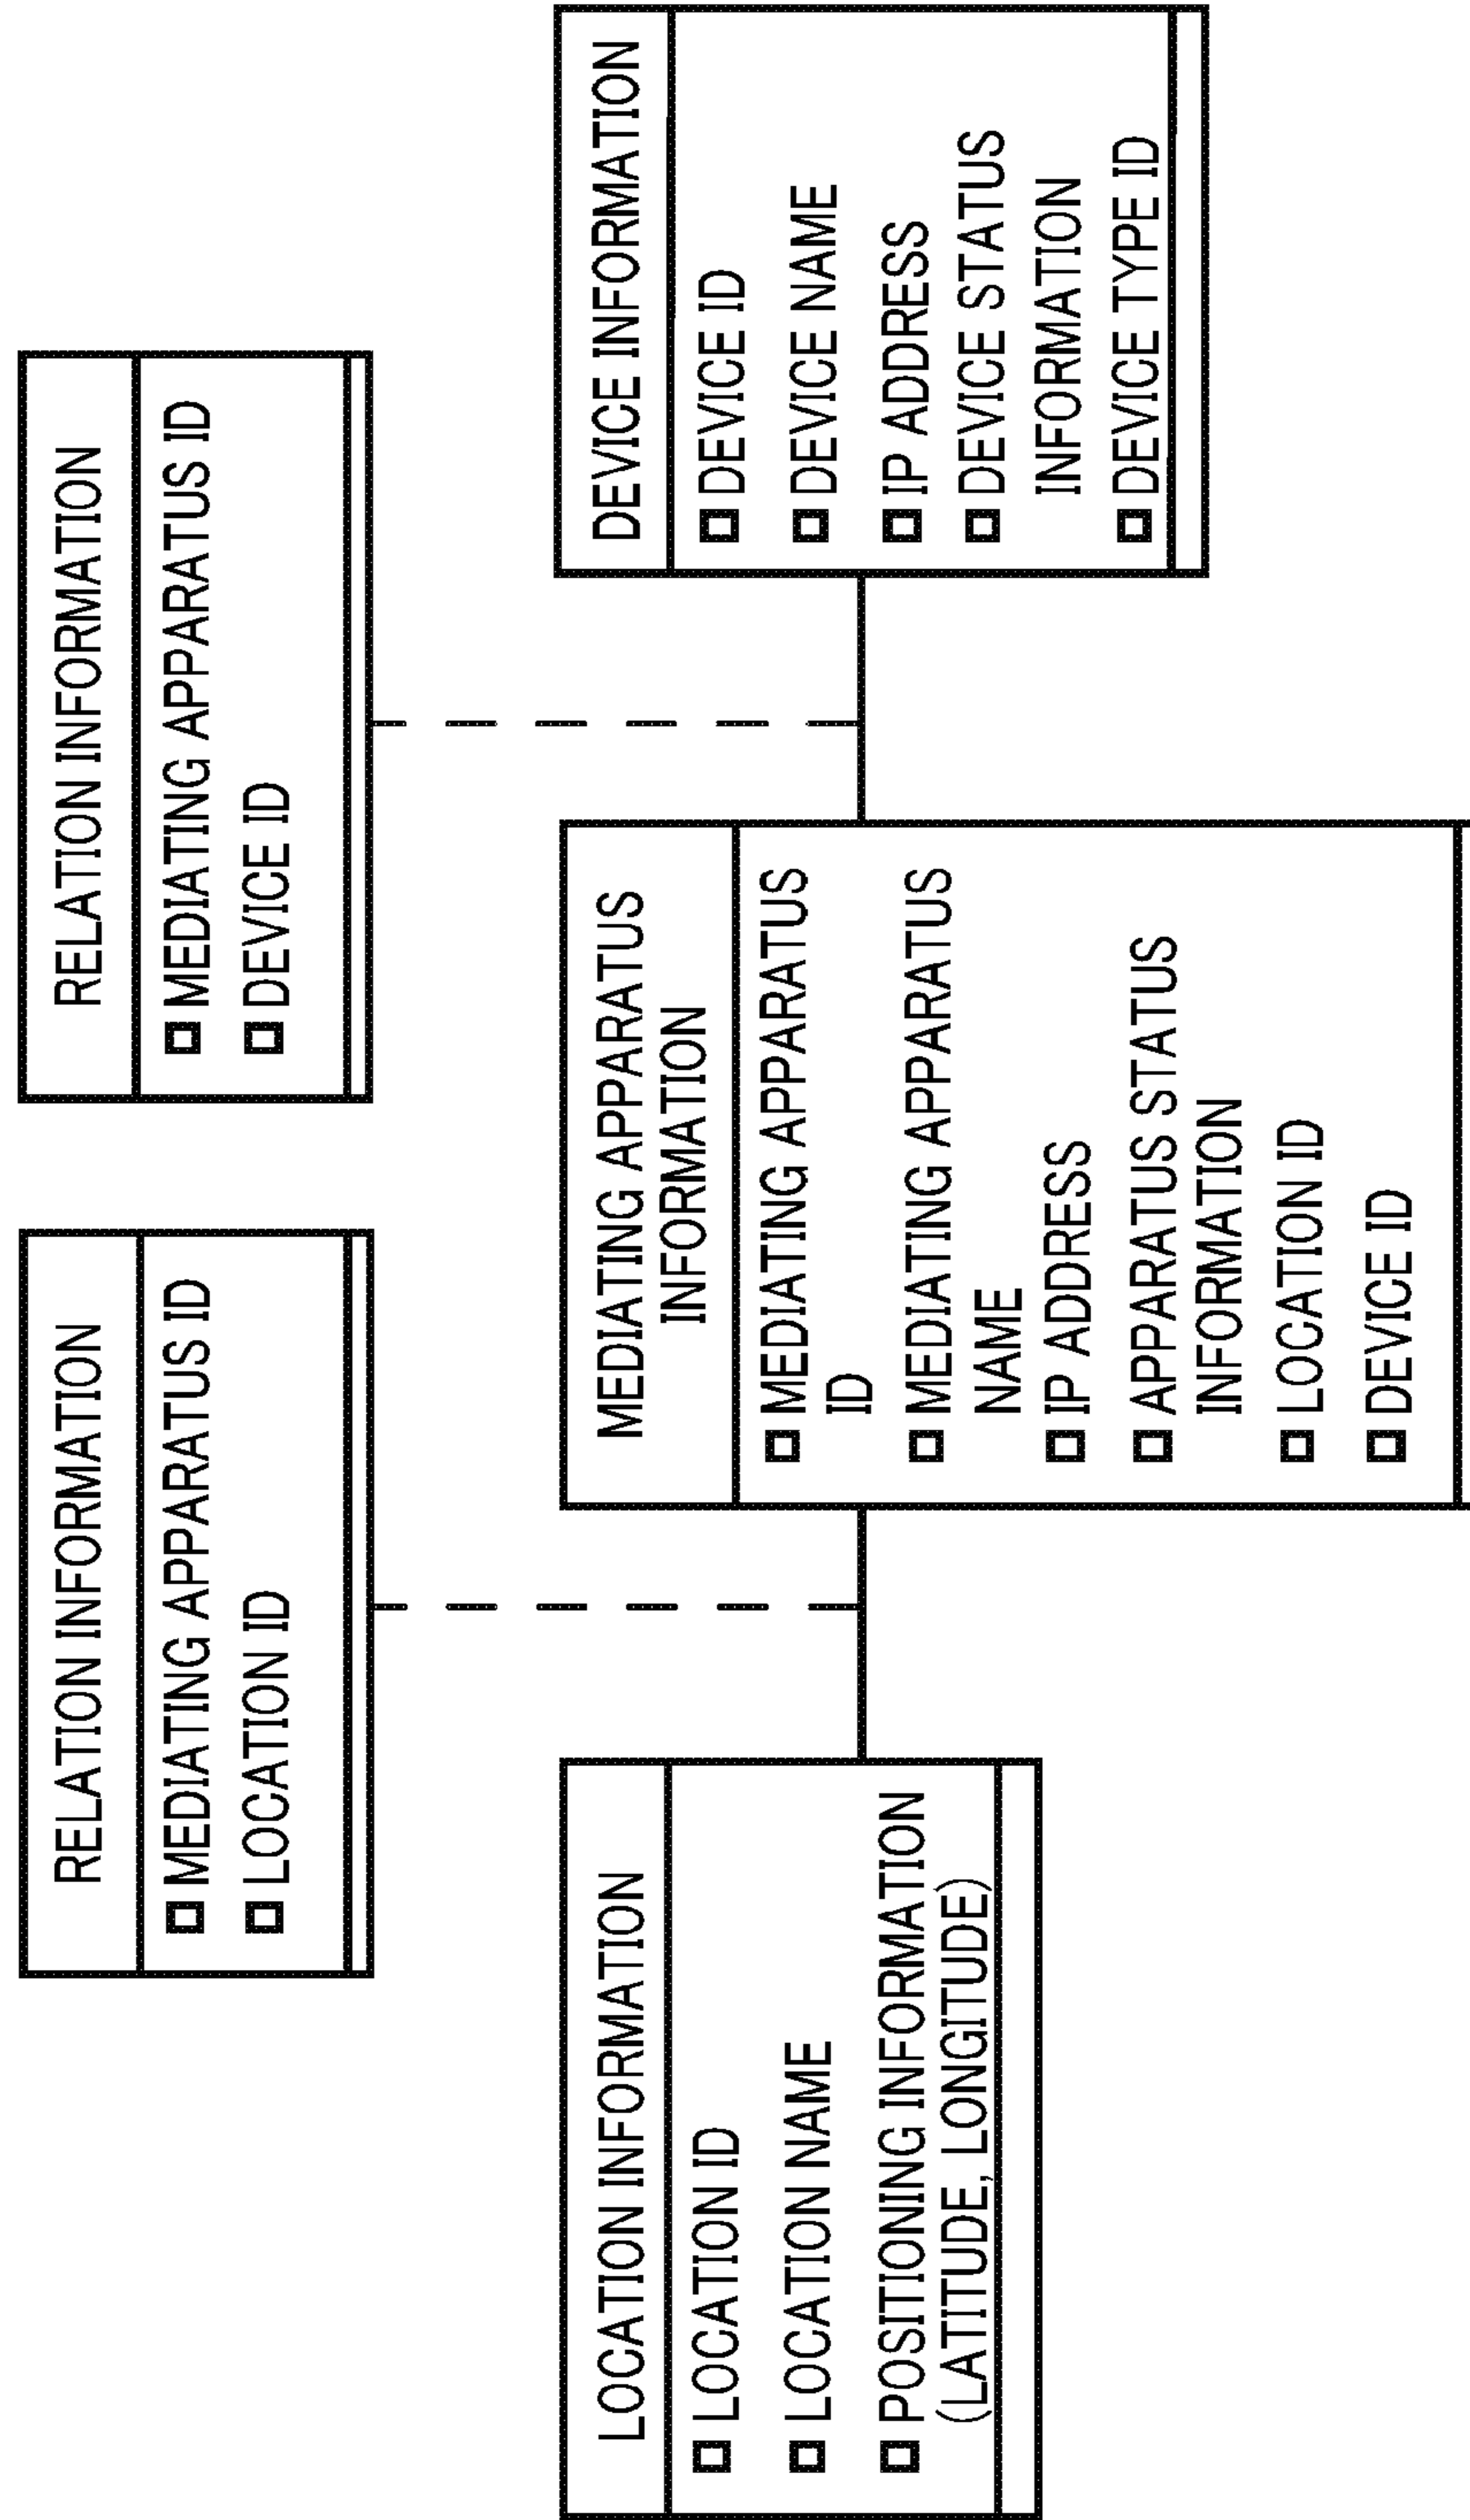 RELATION INFORMATION
MEDIATING APPARATUS ID
LOCATION ID
RELATION INFORMATION
MEDIATING APPARATUS ID
DEVICE ID
LOCATION INFORMATION
LOCATION ID
LOCATION NAME
POSITIONING INFORMATION
(LATITUDE, LONGITUDE)
MEDIATING APPARATUS
INFORMATION
MEDIATING APPARATUS
ID
MEDIATING APPARATUS
NAME
IP ADDRESS
APPARATUS STATUS
INFORMATION
LOCATION ID
DEVICE ID
DEVICE INFORMATION
DEVICE ID
DEVICE NAME
IP ADDRESS
DEVICE STATUS
INFORMATION
DEVICE TYPE ID